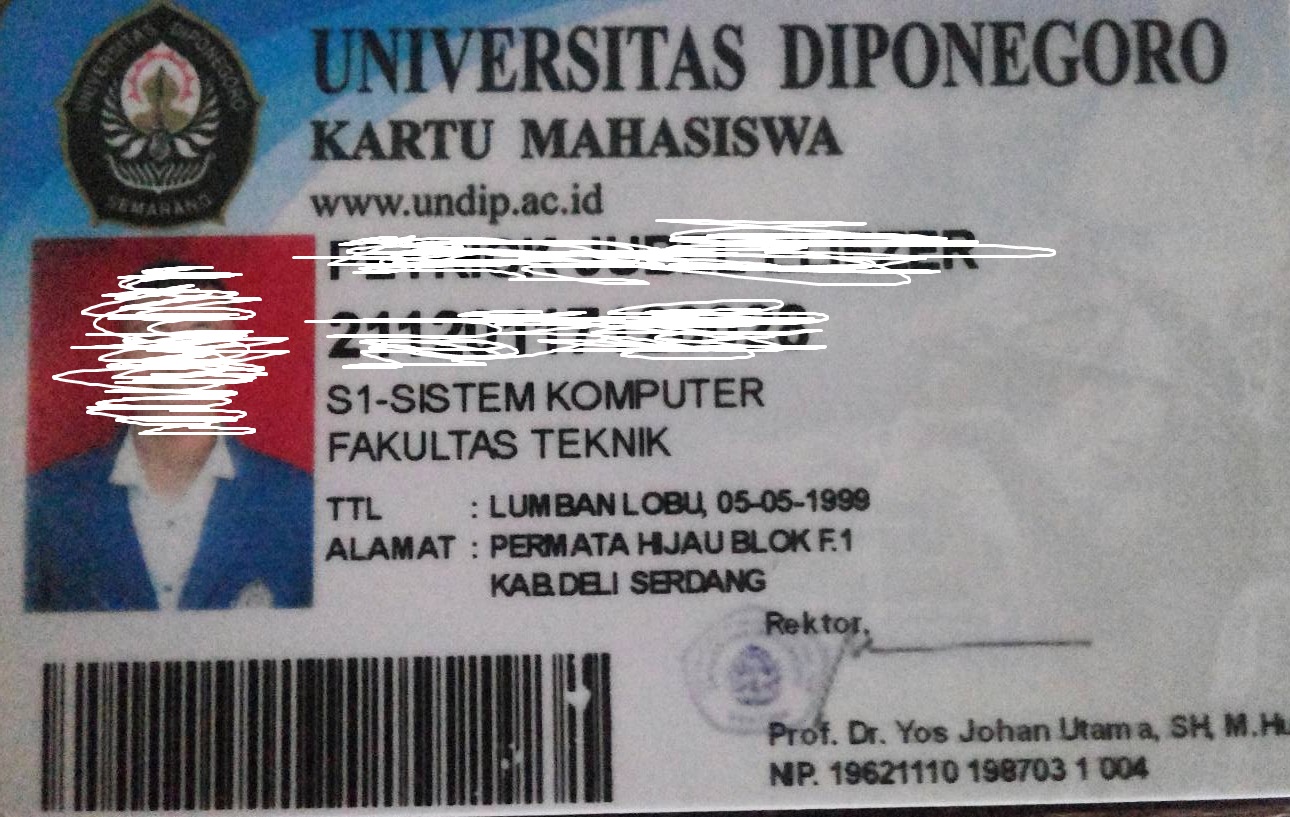 UNIVERSITAS DIPONEGORO
SEMARANG
UNIVERSITAS DIPONEGORO
KARTU MAHASISWA
www.undip.ac.id
S1-SISTEM KOMPUTER
FAKULTAS TEKNIK
TTL : LUMBAN LOBU, 05-05-1999
ALAMAT : PERMATA HIJAU BLOK F.1
KAB.DELI SERDANG
Rektor,
Prof. Dr. Yos Johan Utama, SH, M.Hu
NIP. 19621110 198703 1 004